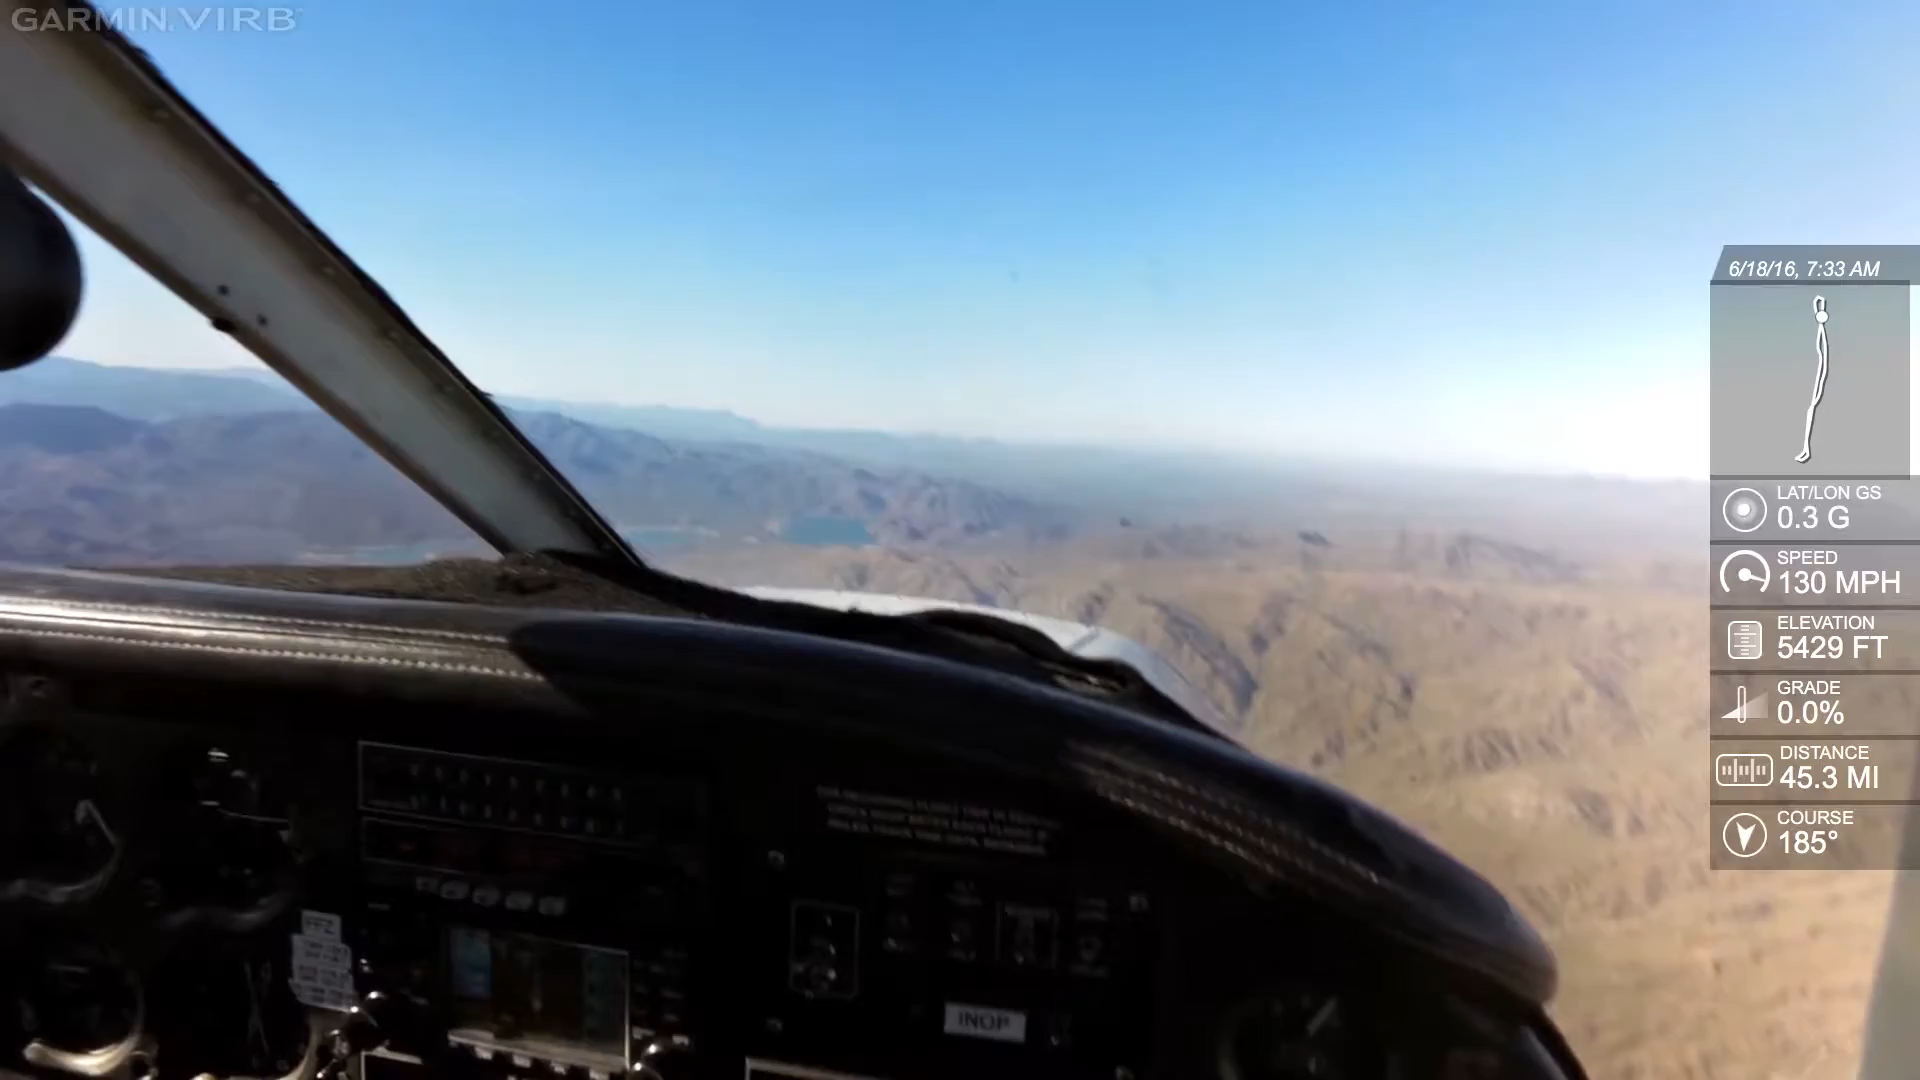 GARMIN.VIRB
6/18/16, 7:33 AM
LAT/LON GS
0.3 G
SPEED
130 MPH
ELEVATION
5429 FT
GRADE
0.0%
DISTANCE
45.3 MI
COURSE
185°
INOP